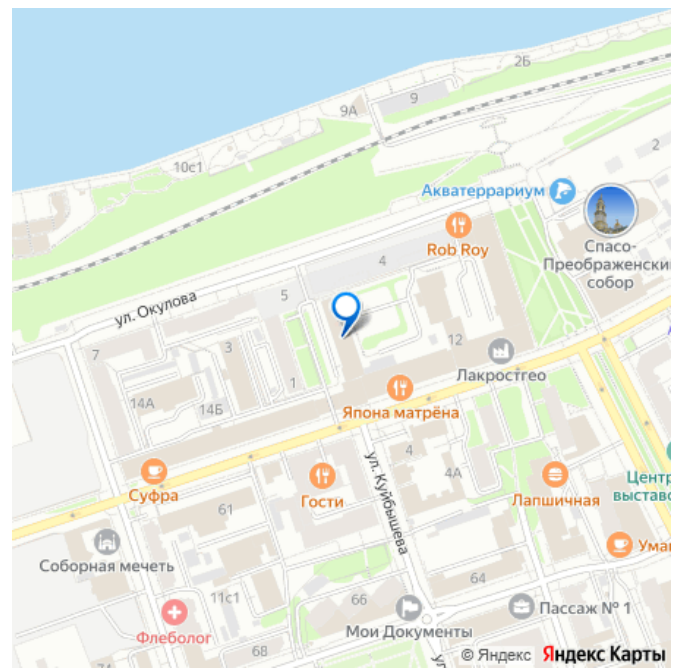 2Б
9
9А
10с1
2
Акватеррариум
Rob Roy
Спасо-
Преображенски
собор
4
ул. Окулова
5
7
3
12
Лакростгео
1
14А
14Б
Япона матрёна
Суфра
Гости
ул. Куйбышева
4
4А
Лапшичная
Центр
выставо
61
Ума
Соборная мечеть
64
11с1
66
Пассаж № 1
Флеболог
68
Мои Документы
ул.
© Яндекс Яндекс Карты